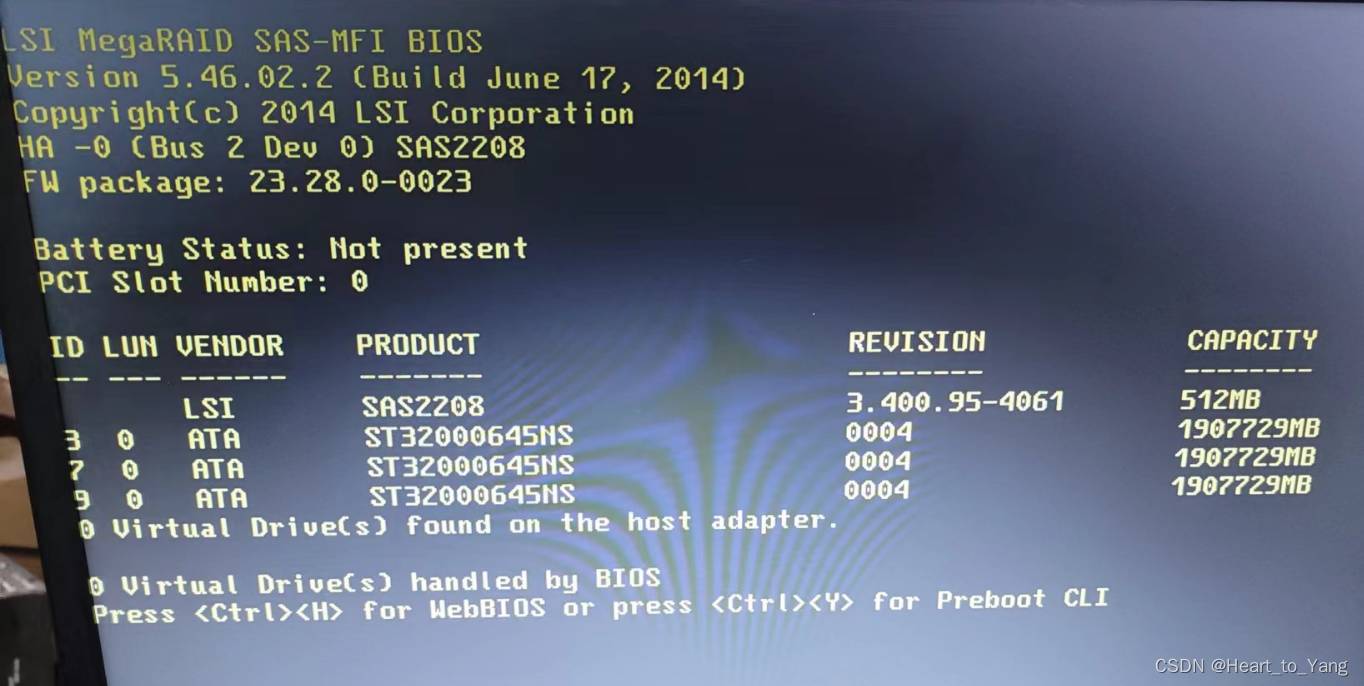 LSI MegaRAID SAS-MFI BIOS
Version 5.46.02.2 (Build June 17, 2014)
Copyright(c) 2014 LSI Corporation
HA -0 (Bus 2 Dev 0) SAS2208
FW package: 23.28.0-0023
Battery Status: Not present
PCI Slot Number: 0
ID LUN VENDOR PRODUCT REVISION CAPACITY
-- --- ------ ------- -------- --------
LSI SAS2208 3.400.95-4061 512MB
3 0 ATA ST32000645NS 0004 1907729MB
7 0 ATA ST32000645NS 0004 1907729MB
9 0 ATA ST32000645NS 0004 1907729MB
0 Virtual Drive(s) found on the host adapter.
0 Virtual Drive(s) handled by BIOS
Press <Ctrl><H> for WebBIOS or press <Ctrl><Y> for Preboot CLI
CSDN @Heart_to_Yang